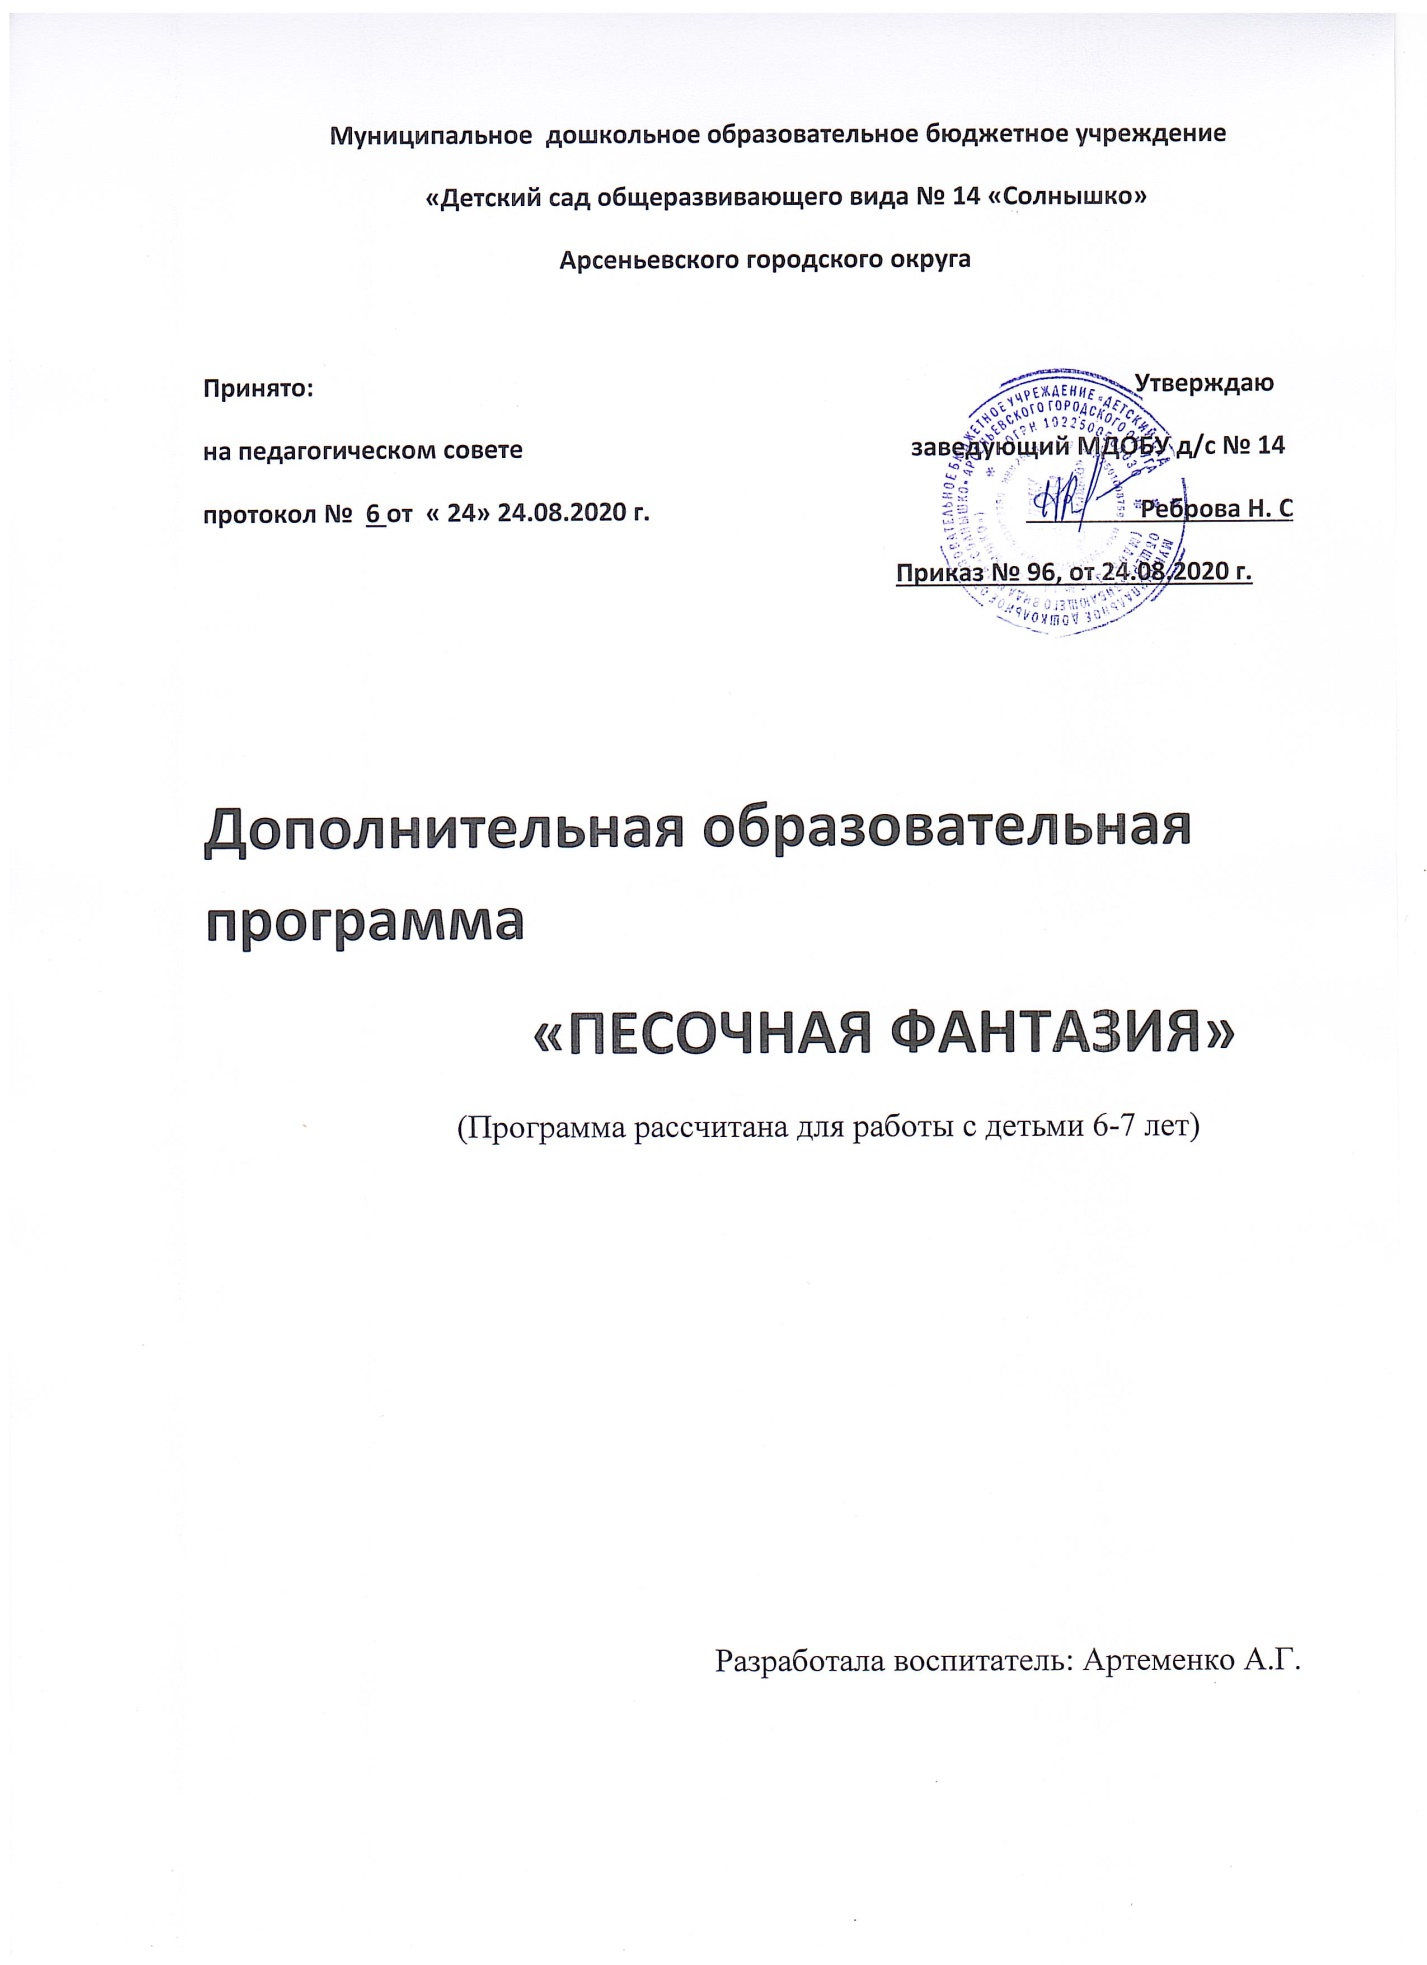 Муниципальное  дошкольное образовательное бюджетное учреждение
«Детский сад общеразвивающего вида № 14 «Солнышко»
Арсеньевского городского округа
Принято:
Утверждаю
на педагогическом совете
заведующий МДОБУ д/с № 14
протокол №  6 от  « 24» 24.08.2020 г.
Реброва Н. С
Приказ № 96, от 24.08.2020 г.
Дополнительная образовательная
программа
«ПЕСОЧНАЯ ФАНТАЗИЯ»
(Программа рассчитана для работы с детьми 6-7 лет)
Разработала воспитатель: Артеменко А.Г.